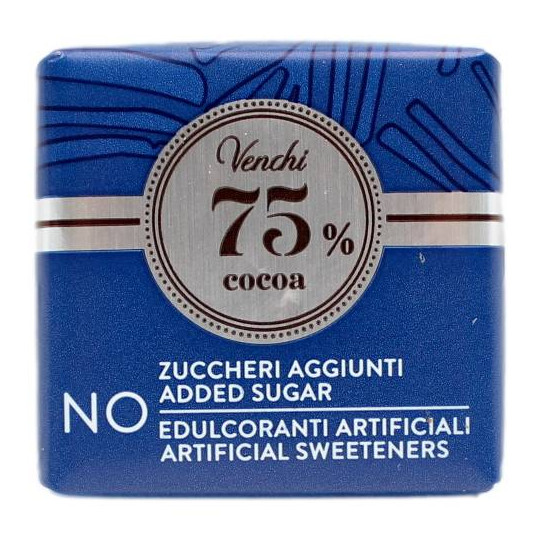 Venchi
75%
cocoa
NO
ZUCCHERI AGGIUNTI
ADDED SUGAR
EDULCORANTI ARTIFICIALI
ARTIFICIAL SWEETENERS